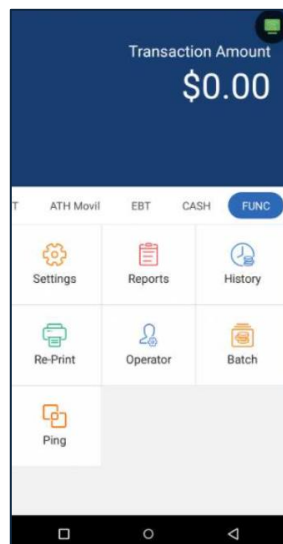 Transaction Amount
$0.00
T ATH Movil EBT CASH FUNC
Settings Reports History
Re-Print Operator Batch
Ping